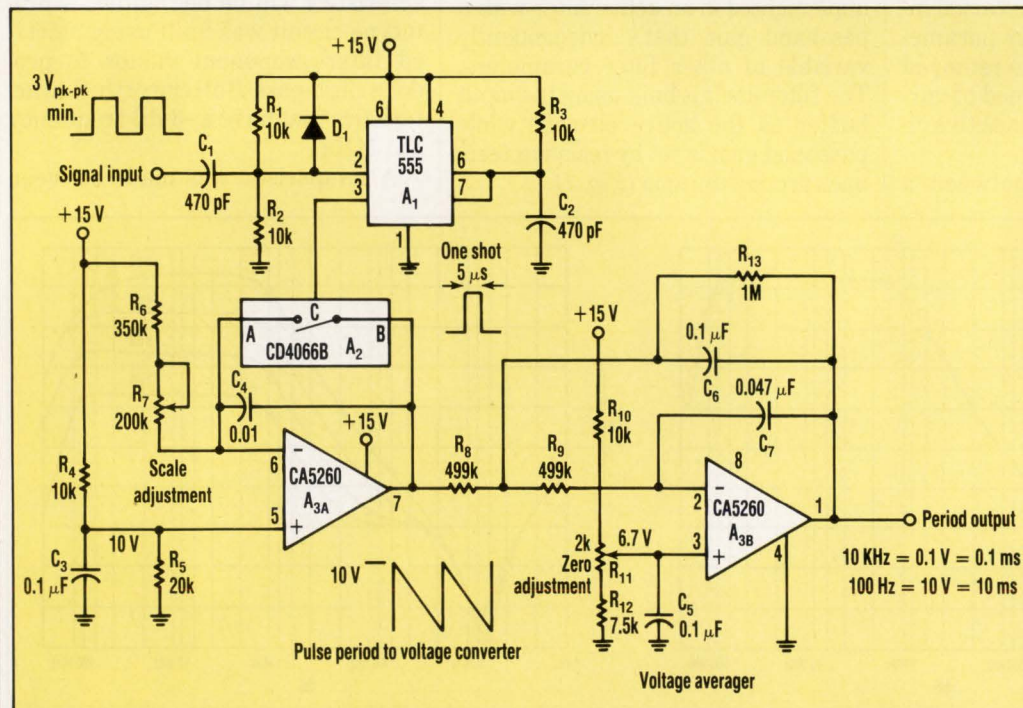 +15 V
3 Vpk-pk
min.
R1
10k
D1
6
4
R3
10k
Signal input
C1
470 pF
2
3
TLC
555
A1
6
7
R2
10k
1
C2
470 pF
+15 V
One shot
5 μs
R13
1M
R6
350k
C
A
B
CD4066B
A2
+15 V
0.1 μF
C6
R7
200k
C4
0.01
+15 V
0.047 μF
C7
R10
10k
R4
10k
Scale
adjustment
6
CA5260
A3A
5
7
R8
499k
R9
499k
8
2
CA5260
A3B
3
1
4
Period output
10 V
C3
0.1 μF
R5
20k
2k
6.7 V
Zero
adjustment
R11
10 KHz = 0.1 V = 0.1 ms
100 Hz = 10 V = 10 ms
10 V
R12
7.5k
C5
0.1 μF
Pulse period to voltage converter
Voltage averager